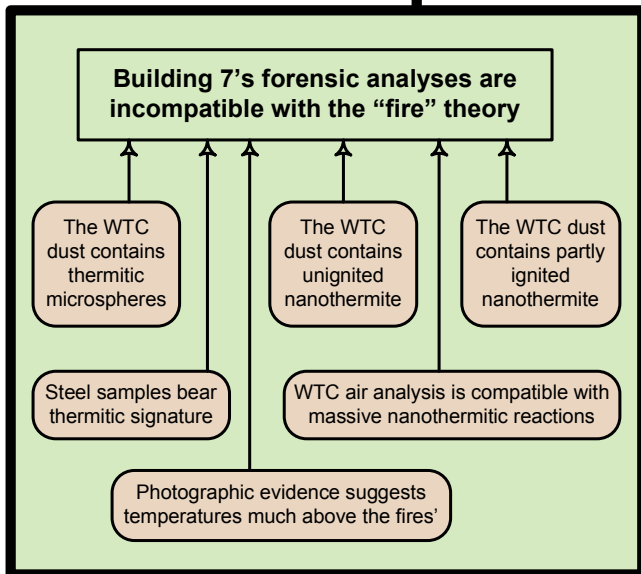 Building 7’s forensic analyses are
incompatible with the “fire” theory
The WTC
dust contains
thermitic
microspheres
The WTC
dust contains
unignited
nanothermite
The WTC dust
contains partly
ignited
nanothermite
Steel samples bear
thermitic signature
WTC air analysis is compatible with
massive nanothermitic reactions
Photographic evidence suggests
temperatures much above the fires’